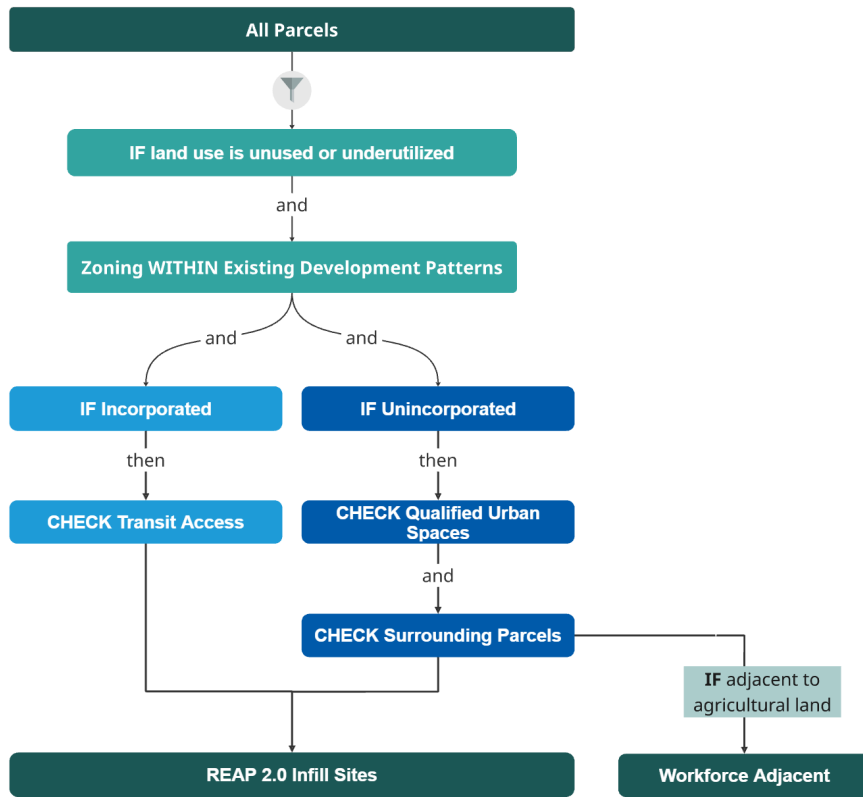 All Parcels
IF land use is unused or underutilized
and
Zoning WITHIN Existing Development Patterns
and
and
IF Incorporated
IF Unincorporated
then
then
CHECK Transit Access
CHECK Qualified Urban
Spaces
and
CHECK Surrounding Parcels
IF adjacent to
agricultural land
REAP 2.0 Infill Sites
Workforce Adjacent